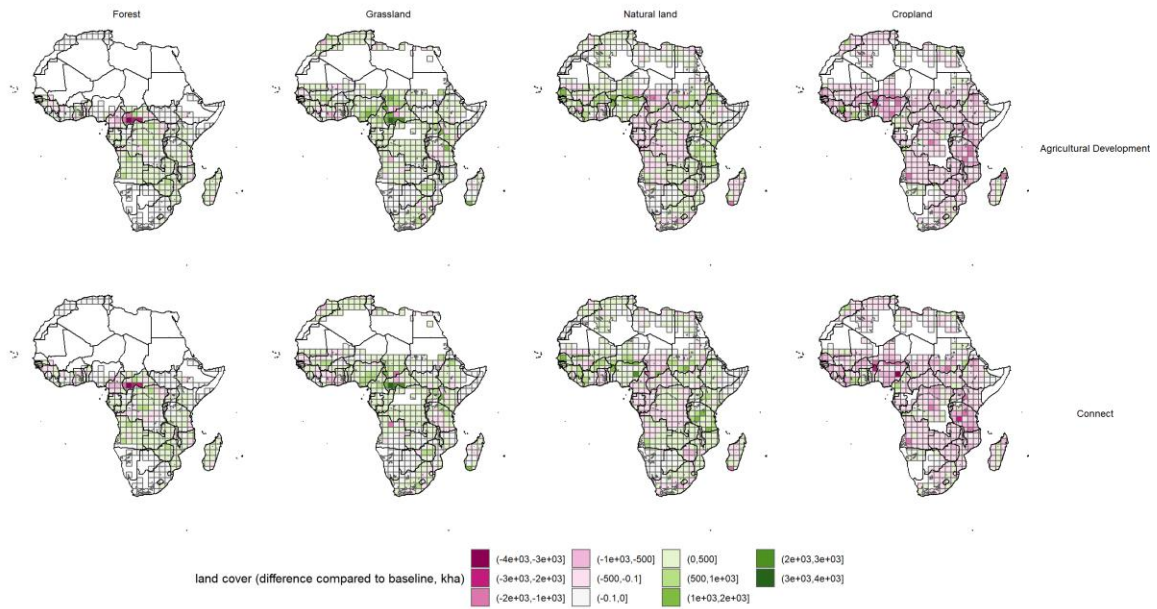 Forest Grassland Natural land Cropland
Agricultural Development
Connect
land cover (difference compared to baseline, kha)
(-4e+03,-3e+03] (-1e+03,-500] (0,500] (2e+03,3e+03]
(-3e+03,-2e+03] (-500,-0.1] (500,1e+03] (3e+03,4e+03]
(-2e+03,-1e+03] (-0.1,0] (1e+03,2e+03]